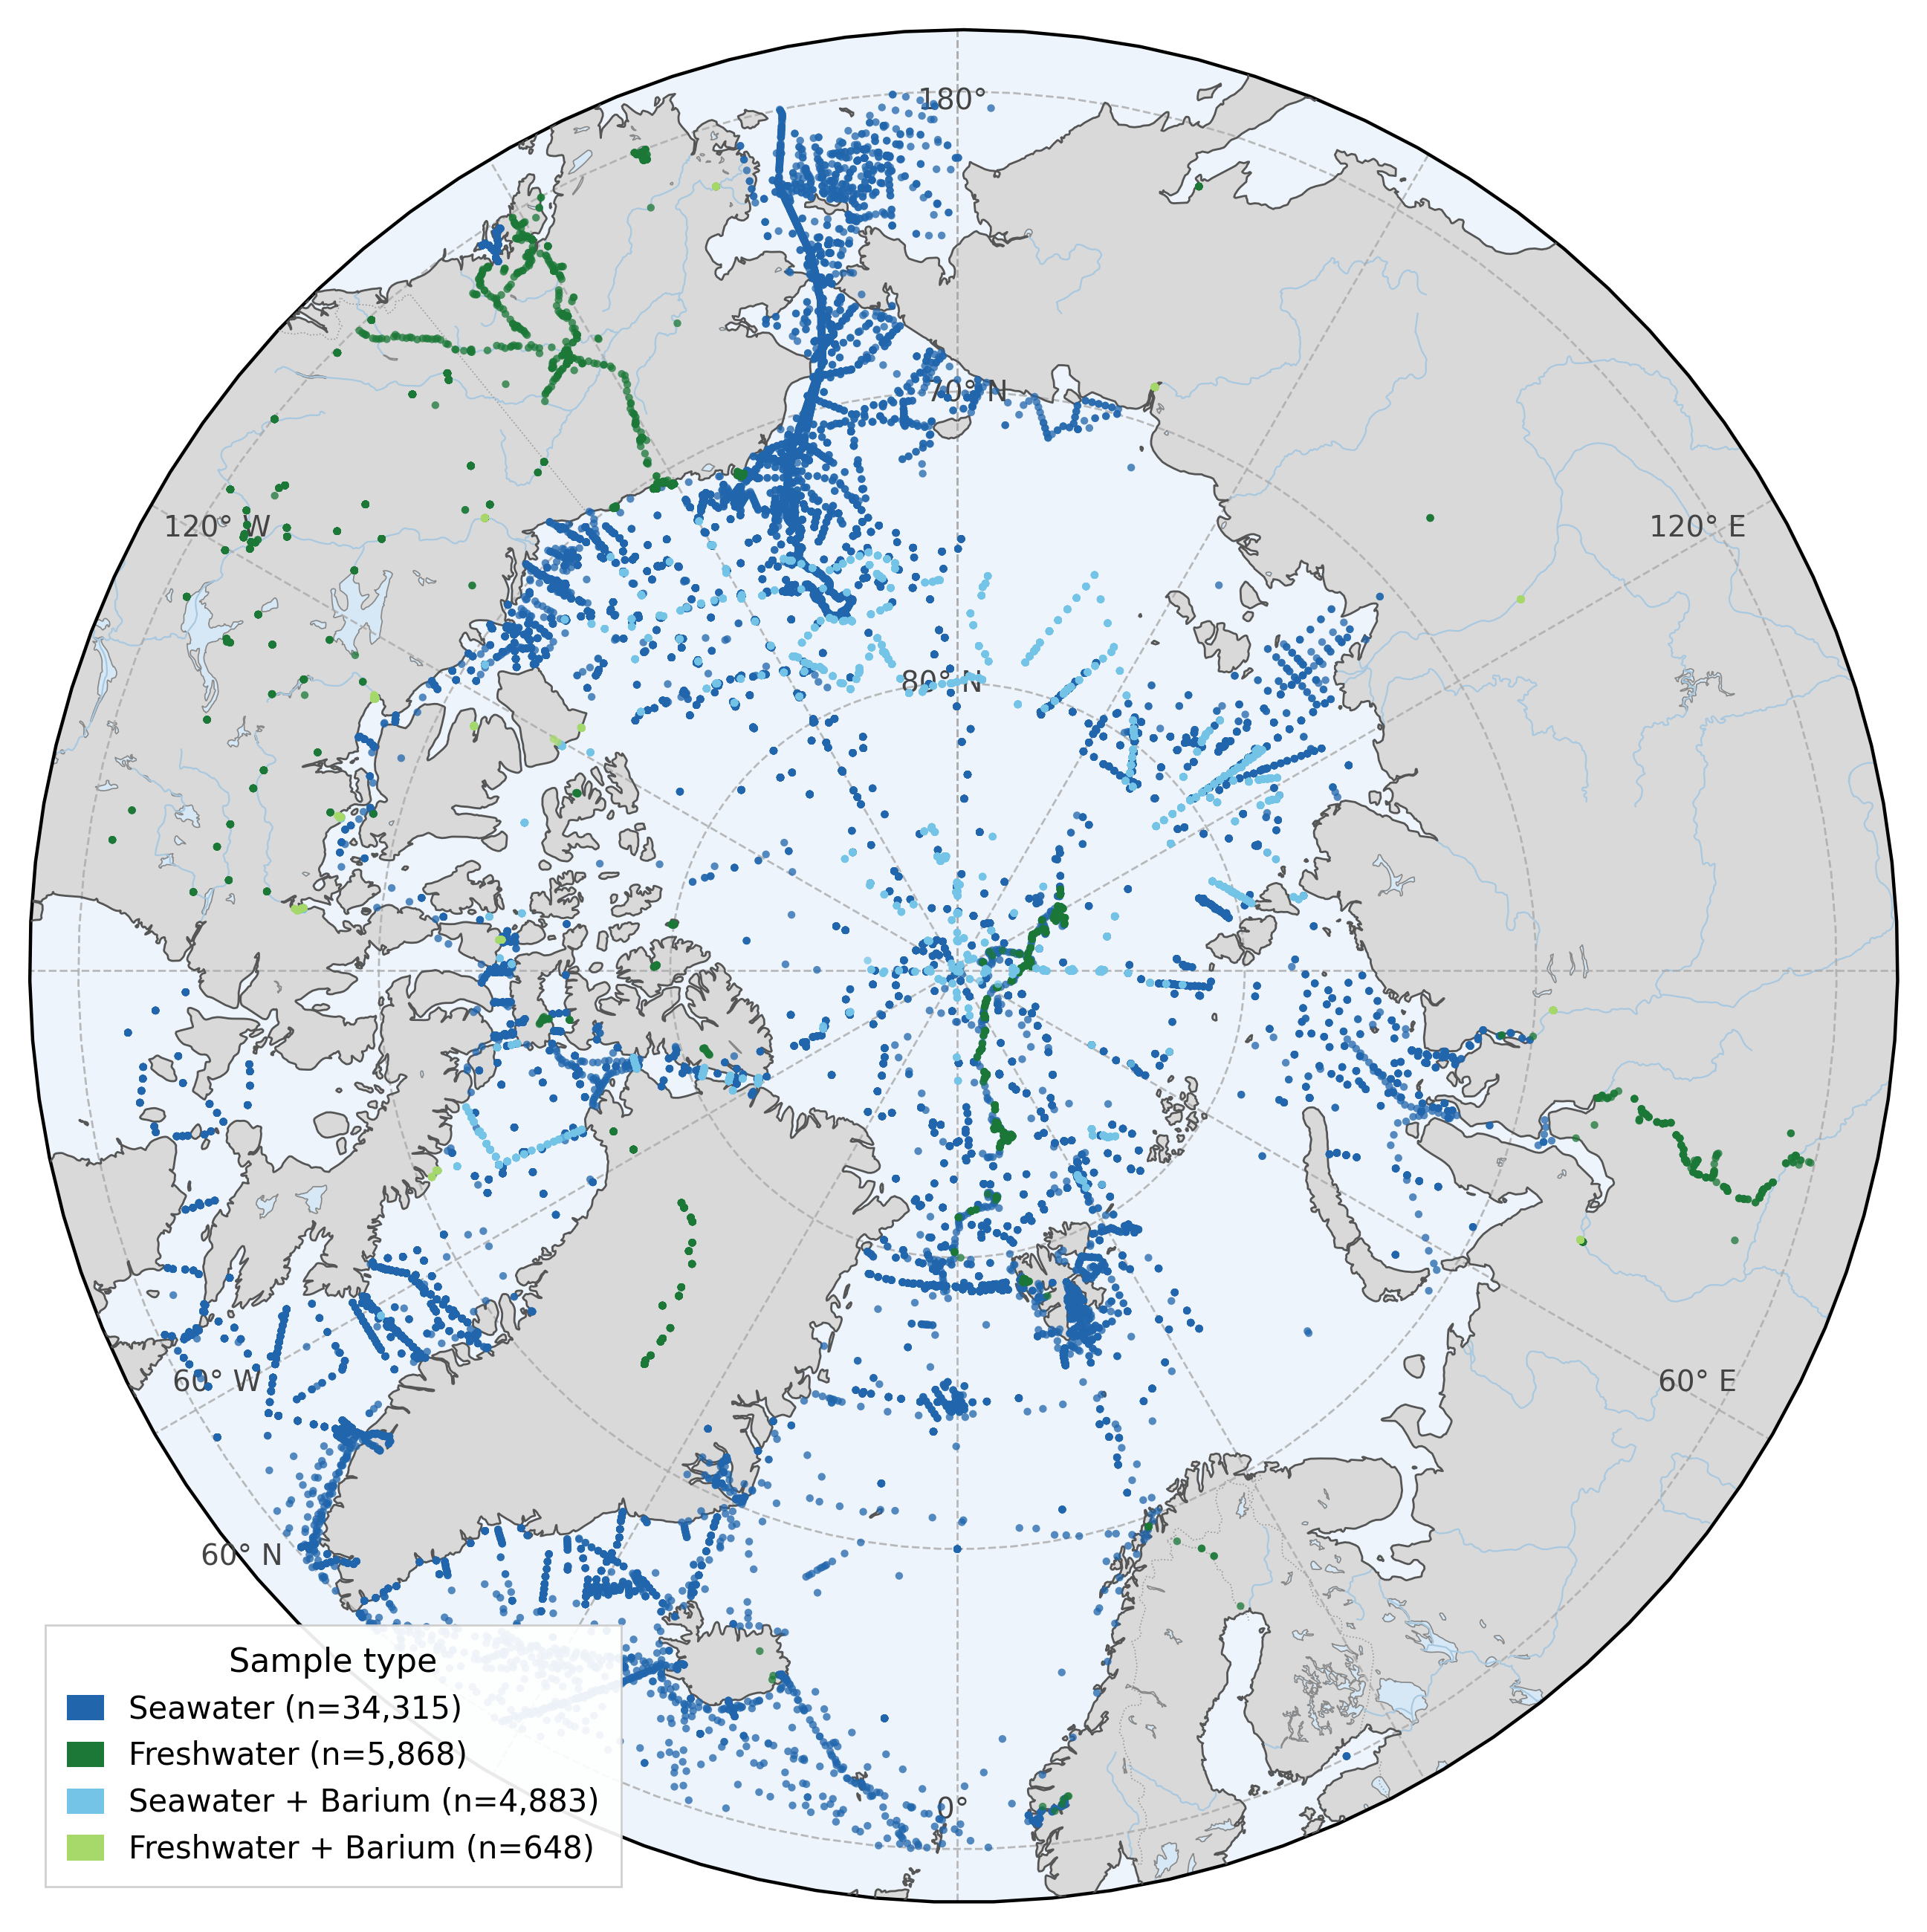 180°
70° N
120° W
120° E
80° N
60° W
60° E
60° N
0°
Sample type
Seawater (n=34,315)
Freshwater (n=5,868)
Seawater + Barium (n=4,883)
Freshwater + Barium (n=648)